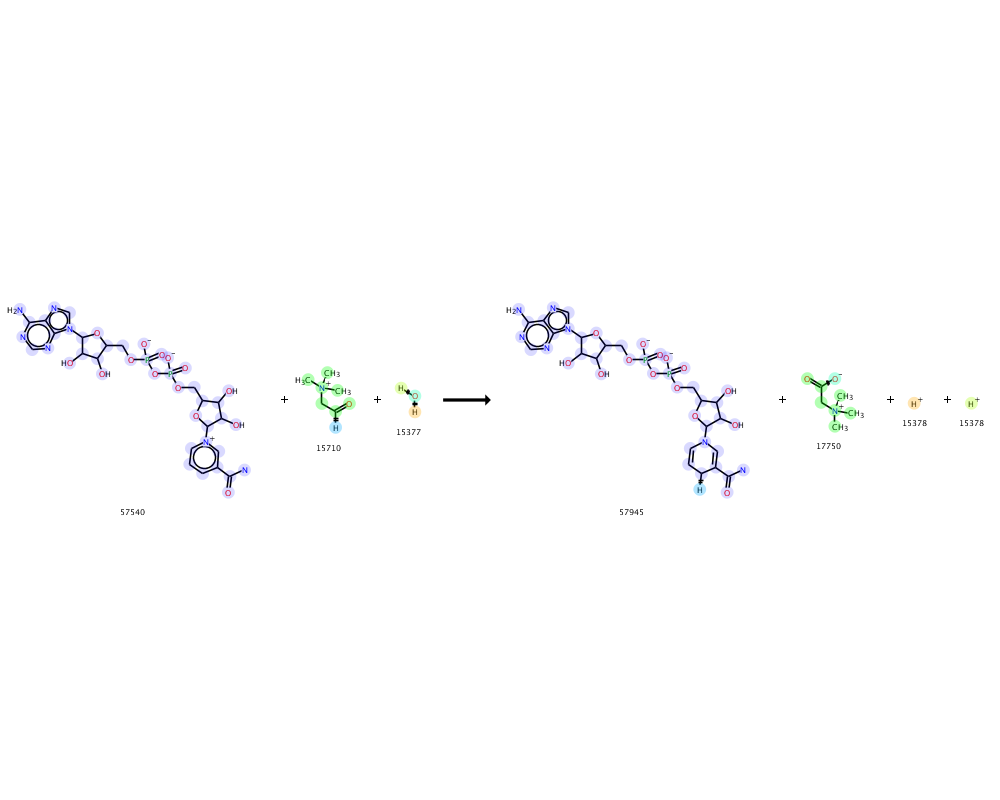 H₂N N N N N O HO OH O O⁻ P O O O⁻ P O O OH O OH N⁺ N O
57540
+
H₃C CH₃ N⁺ CH₃ O H
15710
+
H O H
15377
H₂N N N N N O HO OH O O⁻ P O O O⁻ P O O OH O OH N N O H
57945
+
O O⁻ CH₃ N⁺ CH₃ CH₃
17750
+
H⁺
15378
+
H⁺
15378